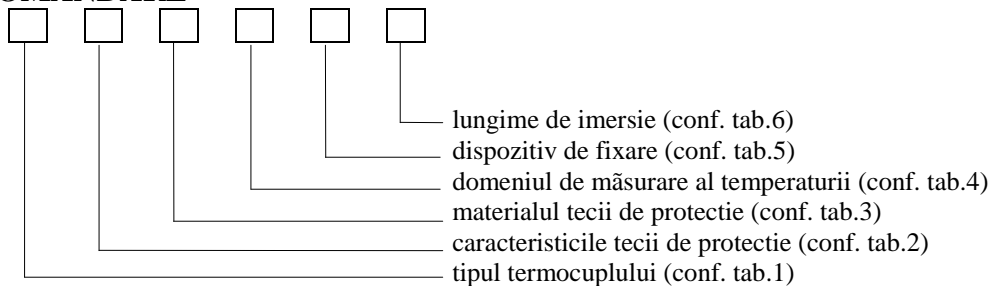 lungime de imersie (conf. tab.6)
dispozitiv de fixare (conf. tab.5)
domeniul de mãsurare al temperaturii (conf. tab.4)
materialul tecii de protectie (conf. tab.3)
caracteristicile tecii de protectie (conf. tab.2)
tipul termocuplului (conf. tab.1)